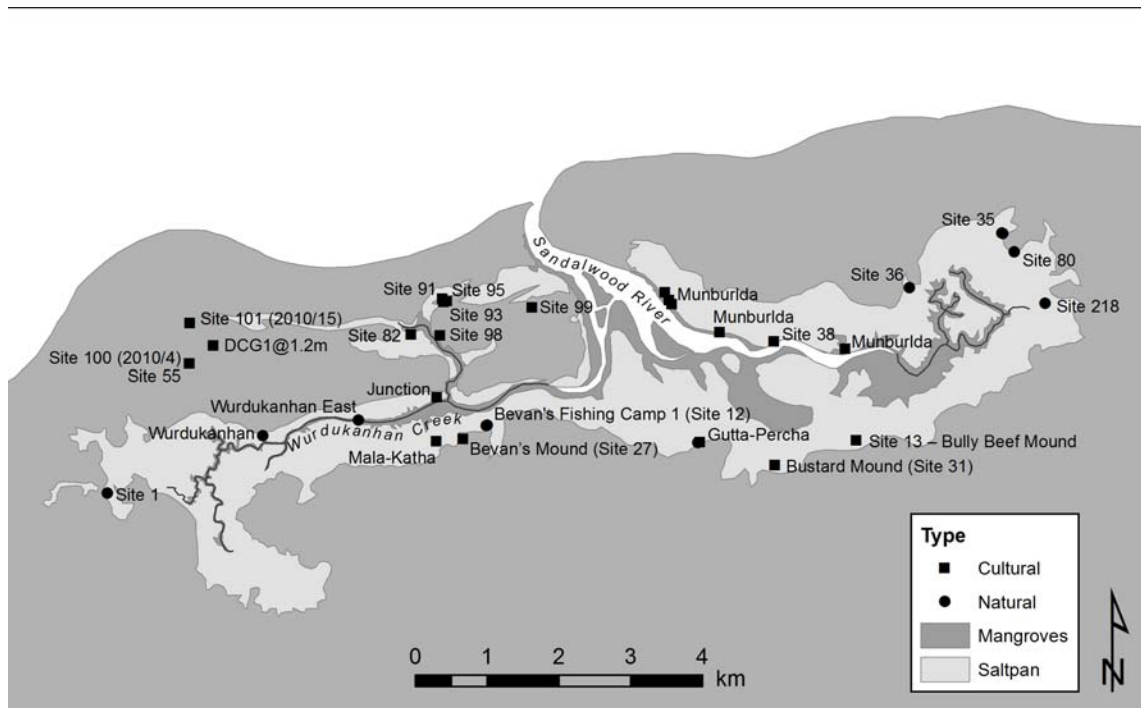 Site 35
Sandalwood River
Site 80
Site 36
Site 91
Site 95
Munburlda
Site 218
Site 93
Site 99
Site 101 (2010/15)
Munburlda
Site 82
Site 98
Site 38
DCG1@1.2m
Munburlda
Site 100 (2010/4)
Site 55
Junction
Wurdukanhan East
Bevan's Fishing Camp 1 (Site 12)
Wurdukanhan
Wurdukanhan Creek
Gutta-Percha
Site 13 – Bully Beef Mound
Mala-Katha
Bevan's Mound (Site 27)
Bustard Mound (Site 31)
Site 1
Type
Cultural
Natural
Mangroves
Saltpan
0 1 2 3 4
km
N